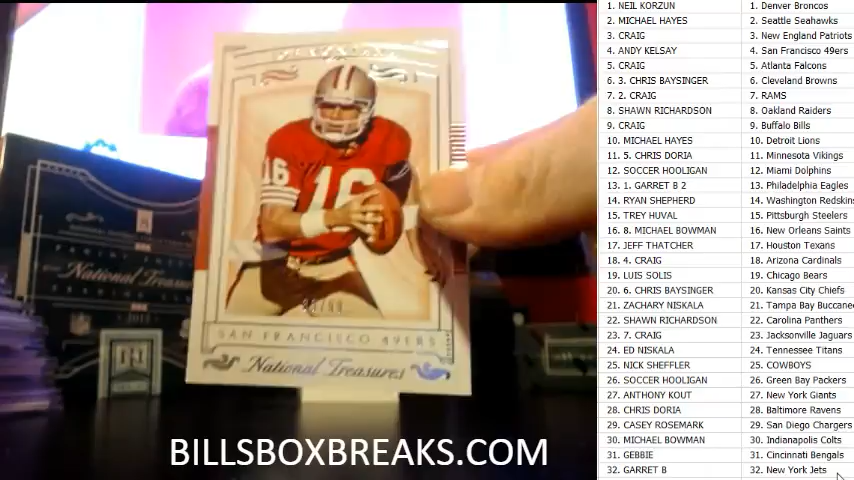 16
16
SAN FRANCISCO 49ERS
National Treasures
National Treasures
BILLSBOXBREAKS.COM
1. NEIL KORZUN 1. Denver Broncos
2. MICHAEL HAYES 2. Seattle Seahawks
3. CRAIG 3. New England Patriots
4. ANDY KELSAY 4. San Francisco 49ers
5. CRAIG 5. Atlanta Falcons
6. 3. CHRIS BAYSINGER 6. Cleveland Browns
7. 2. CRAIG 7. RAMS
8. SHAWN RICHARDSON 8. Oakland Raiders
9. CRAIG 9. Buffalo Bills
10. MICHAEL HAYES 10. Detroit Lions
11. 5. CHRIS DORIA 11. Minnesota Vikings
12. SOCCER HOOLIGAN 12. Miami Dolphins
13. 1. GARRET B 2 13. Philadelphia Eagles
14. RYAN SHEPHERD 14. Washington Redskins
15. TREY HUVAL 15. Pittsburgh Steelers
16. 8. MICHAEL BOWMAN 16. New Orleans Saints
17. JEFF THATCHER 17. Houston Texans
18. 4. CRAIG 18. Arizona Cardinals
19. LUIS SOLIS 19. Chicago Bears
20. 6. CHRIS BAYSINGER 20. Kansas City Chiefs
21. ZACHARY NISKALA 21. Tampa Bay Buccanee
22. SHAWN RICHARDSON 22. Carolina Panthers
23. 7. CRAIG 23. Jacksonville Jaguars
24. ED NISKALA 24. Tennessee Titans
25. NICK SHEFFLER 25. COWBOYS
26. SOCCER HOOLIGAN 26. Green Bay Packers
27. ANTHONY KOUT 27. New York Giants
28. CHRIS DORIA 28. Baltimore Ravens
29. CASEY ROSEMARK 29. San Diego Chargers
30. MICHAEL BOWMAN 30. Indianapolis Colts
31. GEBBIE 31. Cincinnati Bengals
32. GARRET B 32. New York Jets